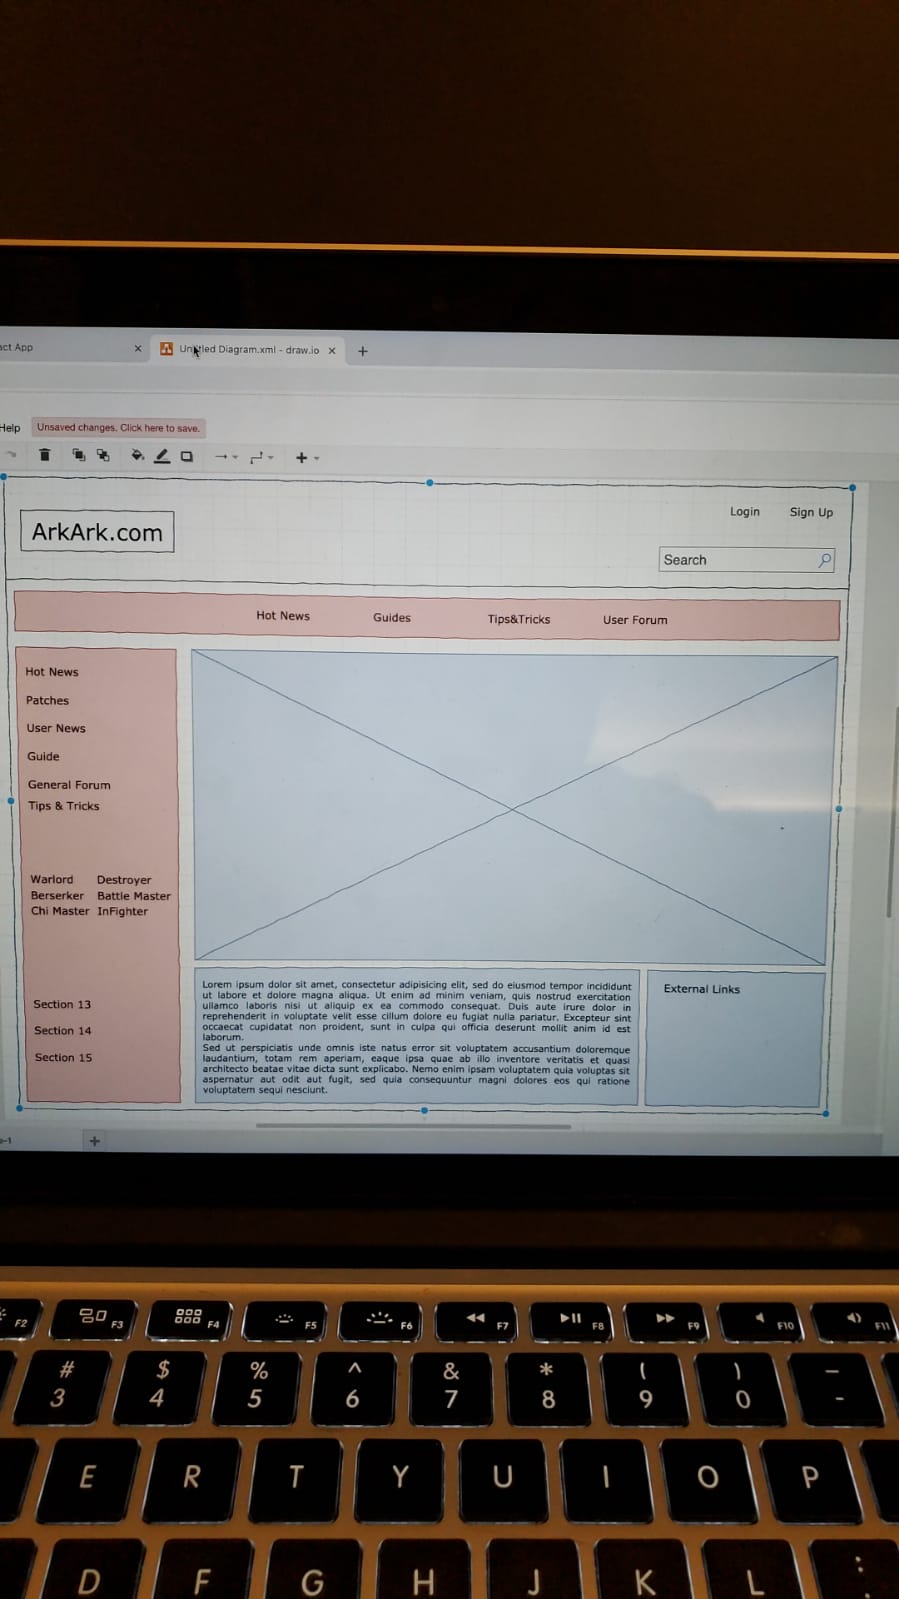 act App
Untitled Diagram.xml - draw.io
Help
Unsaved changes. Click here to save.
ArkArk.com
Login Sign Up
Search
Hot News Guides Tips&Tricks User Forum
Hot News
Patches
User News
Guide
General Forum
Tips & Tricks
Warlord Destroyer
Berserker Battle Master
Chi Master InFighter
Section 13
Section 14
Section 15
Lorem ipsum dolor sit amet, consectetur adipisicing elit, sed do eiusmod tempor incididunt
ut labore et dolore magna aliqua. Ut enim ad minim veniam, quis nostrud exercitation
ullamco laboris nisi ut aliquip ex ea commodo consequat. Duis aute irure dolor in
reprehenderit in voluptate velit esse cillum dolore eu fugiat nulla pariatur. Excepteur sint
occaecat cupidatat non proident, sunt in culpa qui officia deserunt mollit anim id est
laborum.
Sed ut perspiciatis unde omnis iste natus error sit voluptatem accusantium doloremque
laudantium, totam rem aperiam, eaque ipsa quae ab illo inventore veritatis et quasi
architecto beatae vitae dicta sunt explicabo. Nemo enim ipsam voluptatem quia voluptas sit
aspernatur aut odit aut fugit, sed quia consequuntur magni dolores eos qui ratione
voluptatem sequi nesciunt.
External Links
F2 F3 F4 F5 F6 F7 F8 F9 F10 F11
# $ % ^ & * ( ) _
3 4 5 6 7 8 9 0 -
E R T Y U I O P
D F G H J K L :